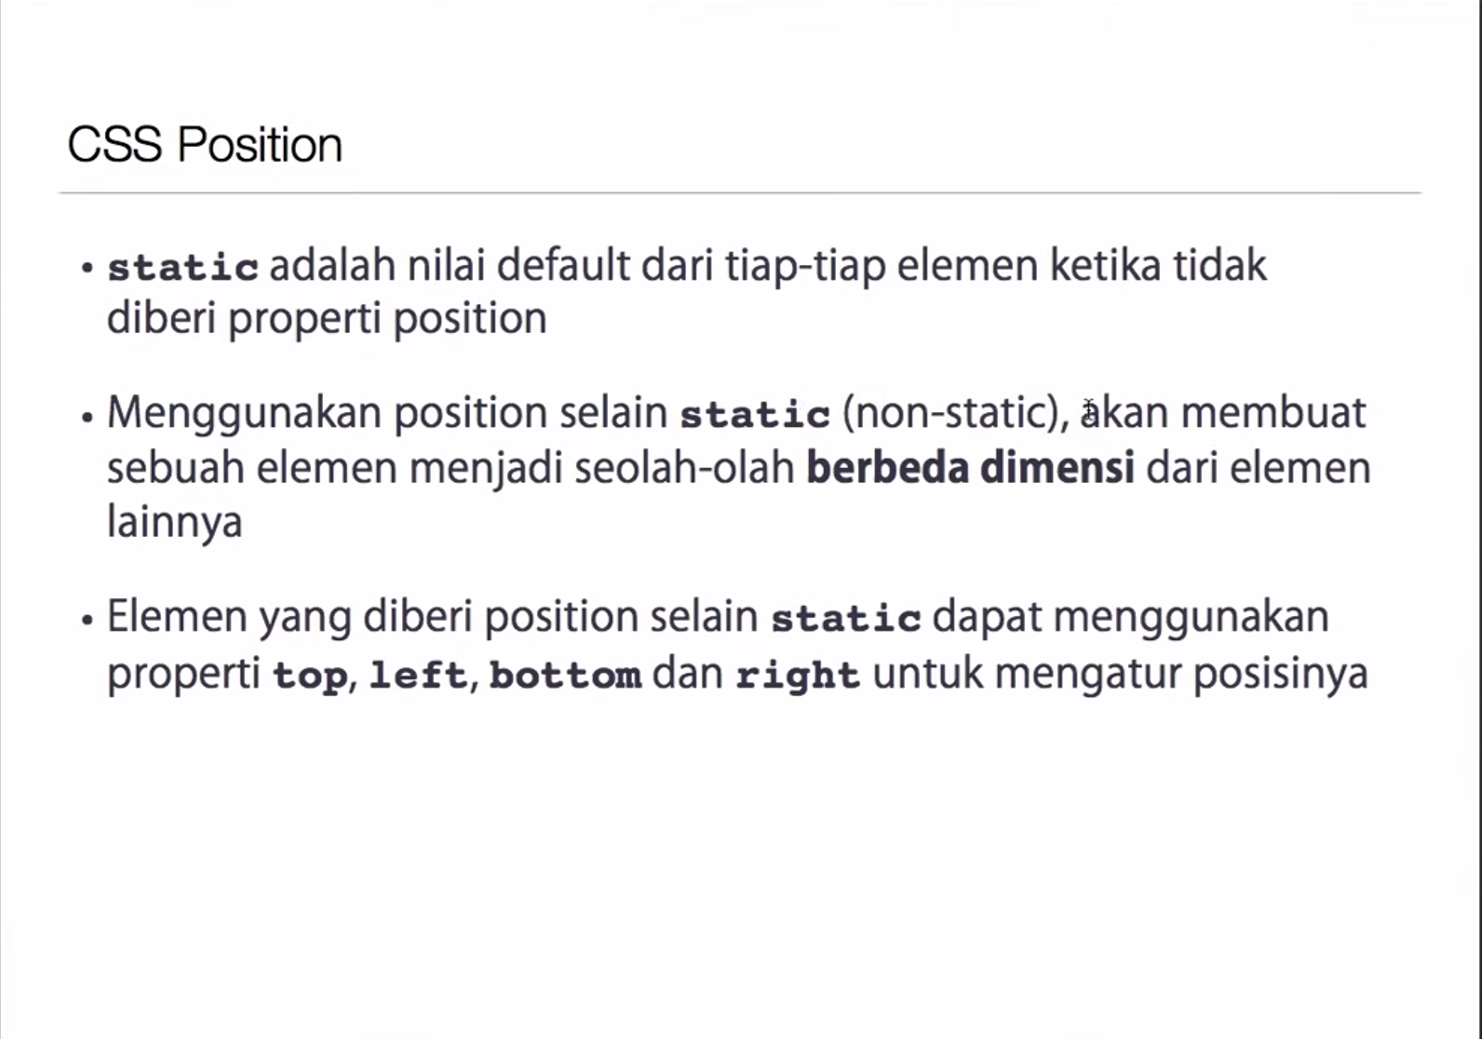 CSS Position
• static adalah nilai default dari tiap-tiap elemen ketika tidak
diberi properti position
• Menggunakan position selain static (non-static), akan membuat
sebuah elemen menjadi seolah-olah berbeda dimensi dari elemen
lainnya
• Elemen yang diberi position selain static dapat menggunakan
properti top, left, bottom dan right untuk mengatur posisinya